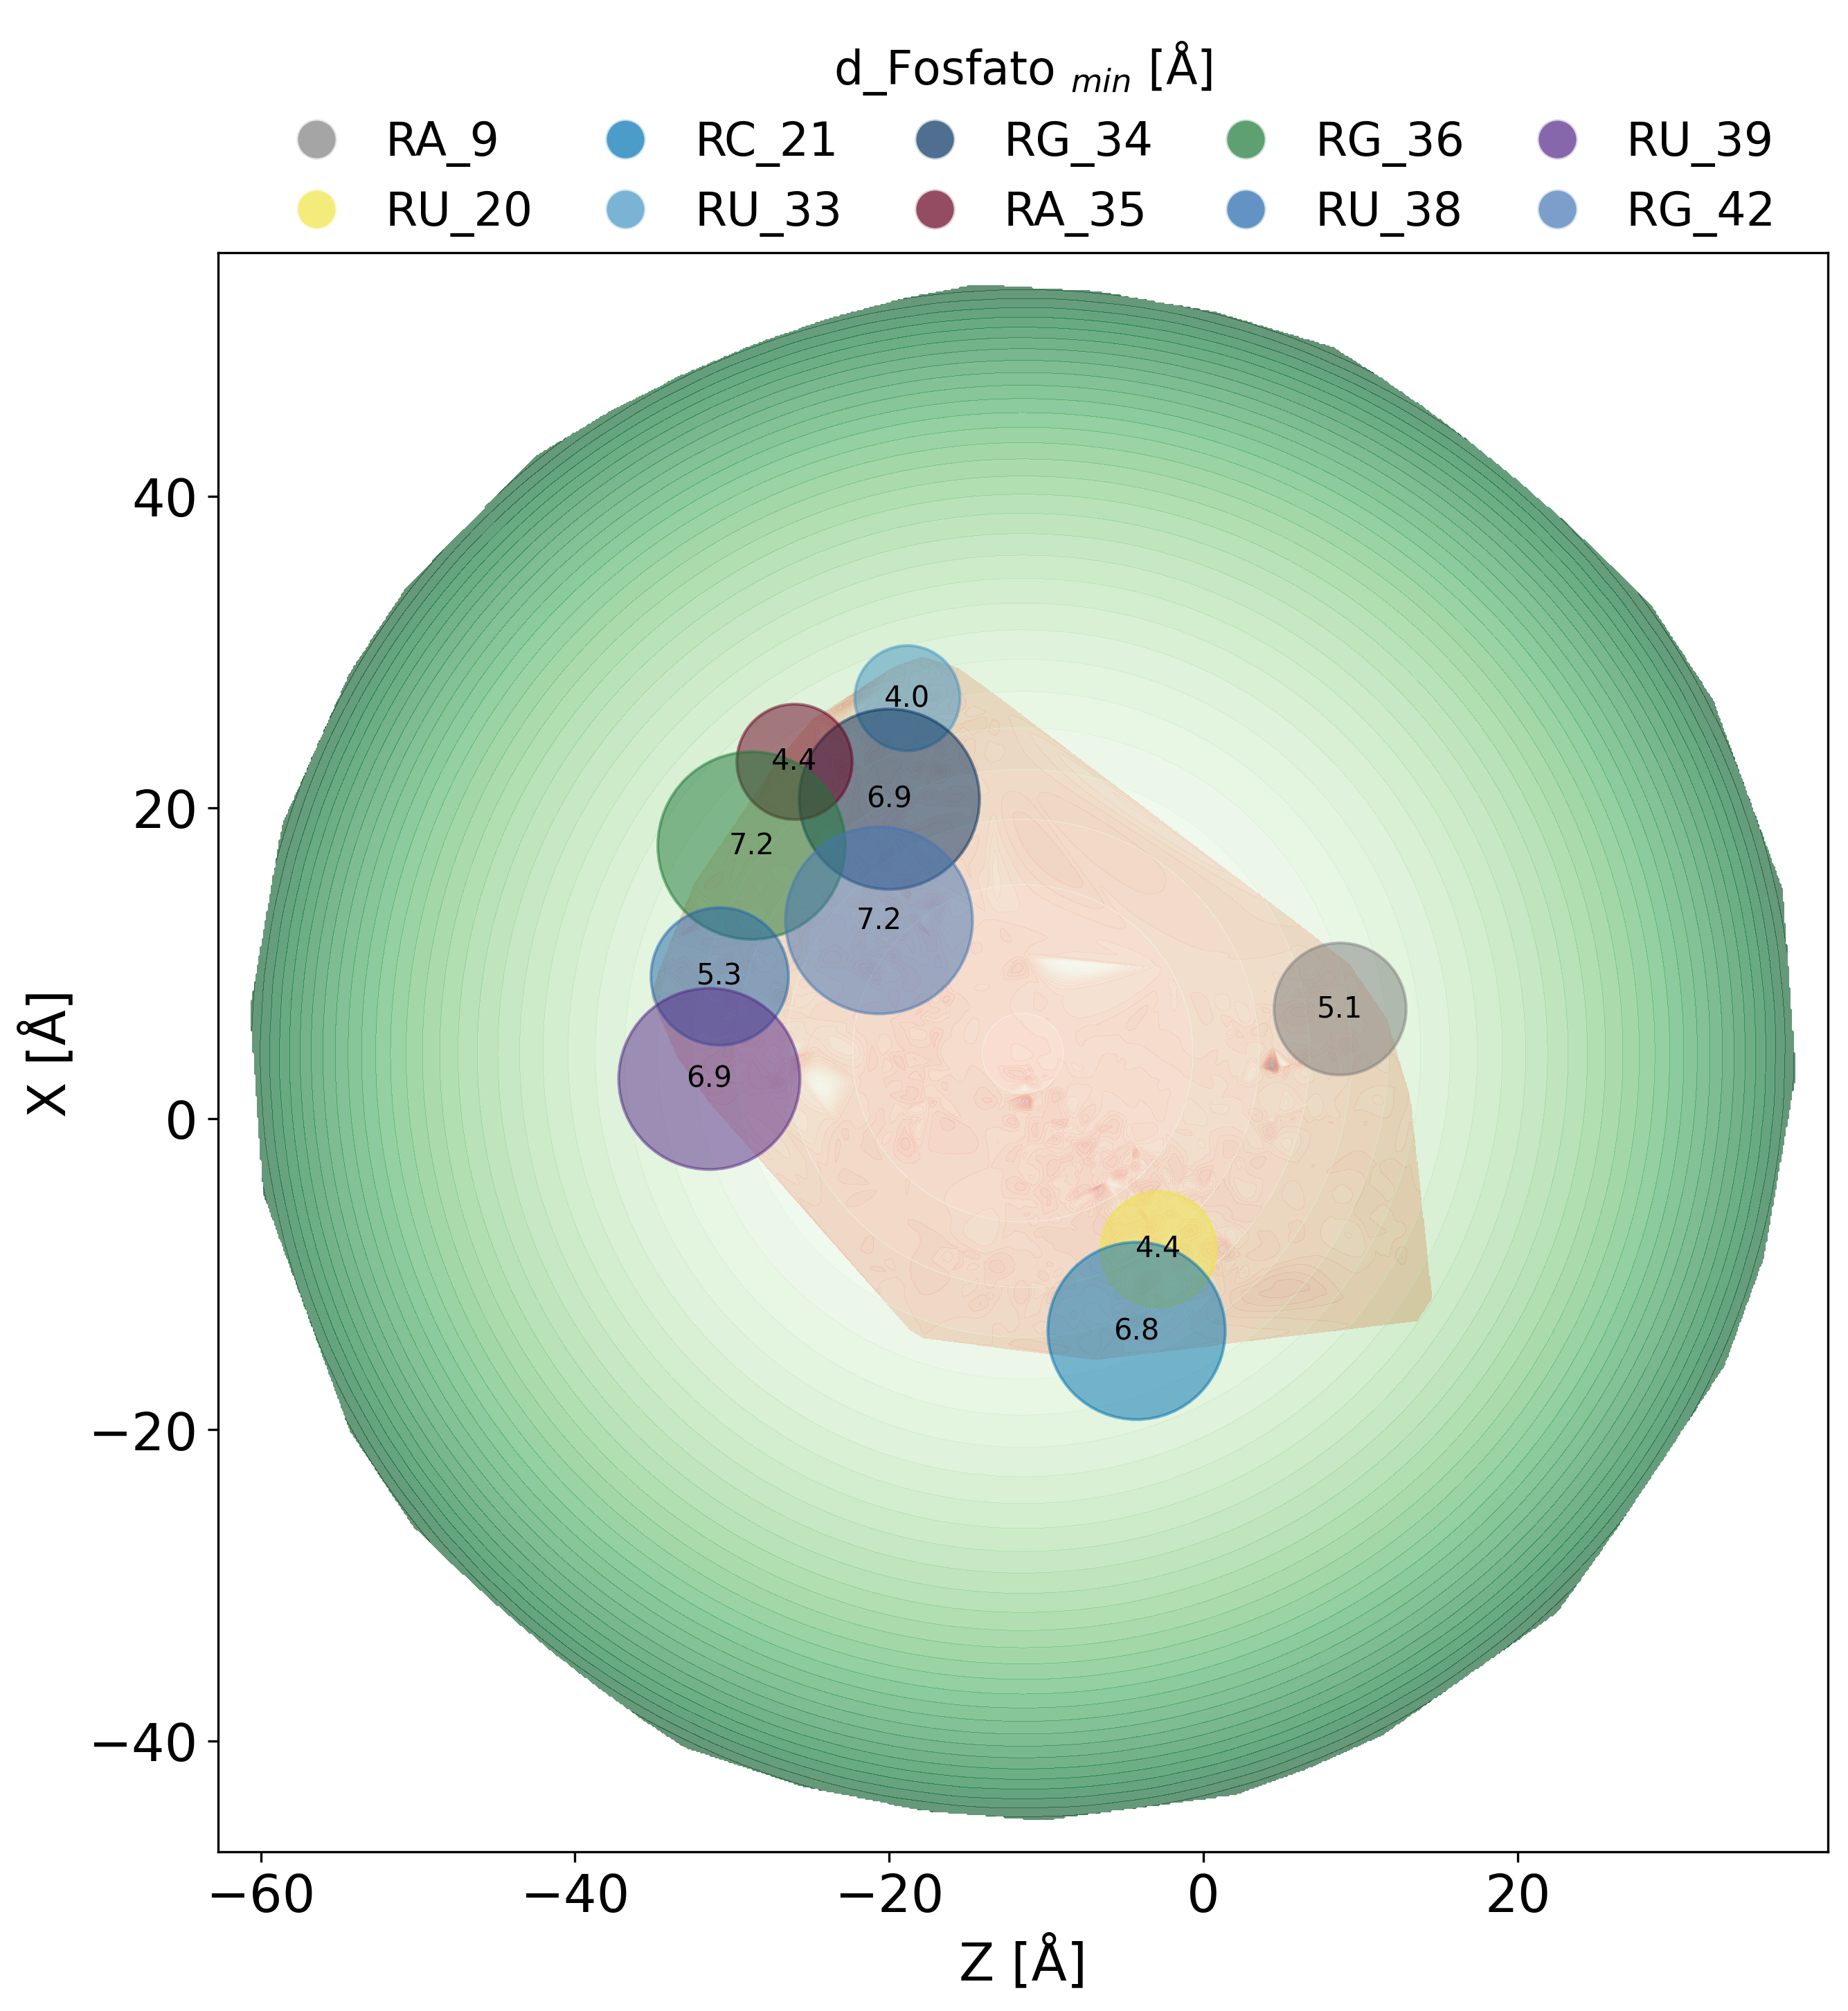 d_Fosfato min [Å]
RA_9 RC_21 RG_34 RG_36 RU_39
RU_20 RU_33 RA_35 RU_38 RG_42
40
20
0
−20
−40
X [Å]
4.0
4.4
6.9
7.2
7.2
5.3
5.1
6.9
4.4
6.8
−60 −40 −20 0 20
Z [Å]